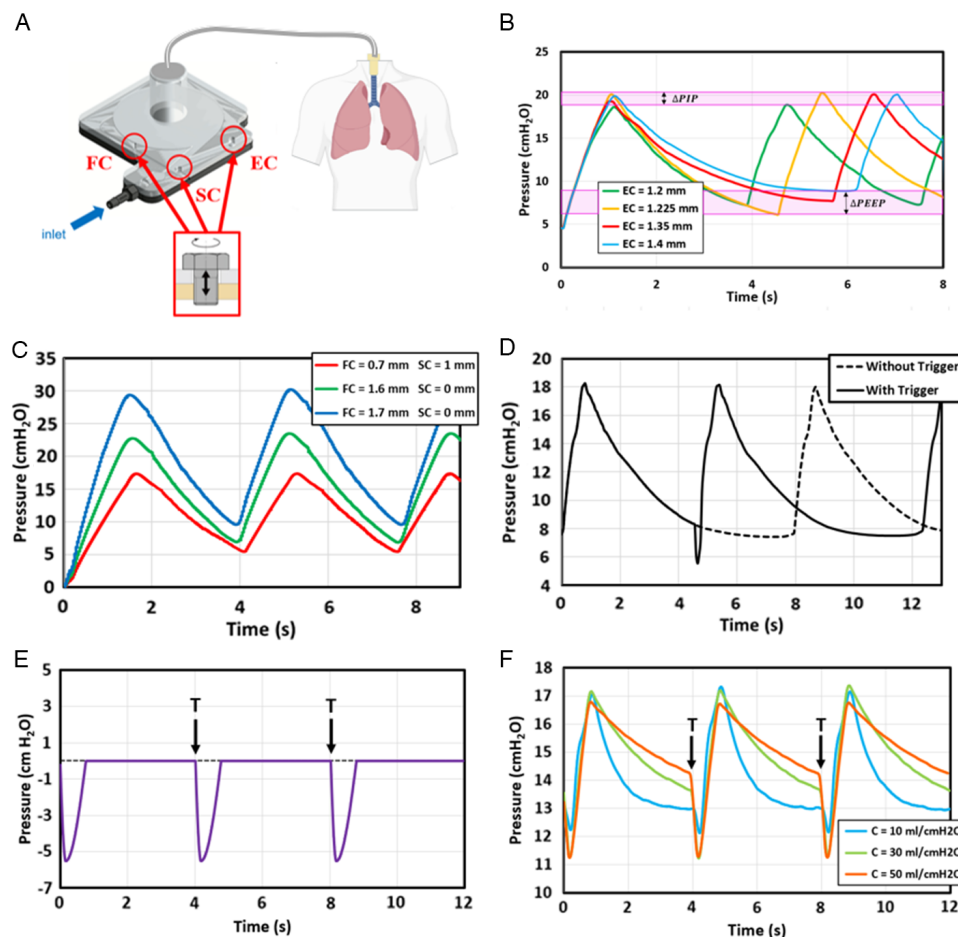 A
FC
EC
SC
inlet
B
Pressure (cmH2O)
25
20
15
10
5
0
ΔPIP
ΔPEEP
EC = 1.2 mm
EC = 1.225 mm
EC = 1.35 mm
EC = 1.4 mm
0 2 4 6 8
Time (s)
C
Pressure (cmH2O)
35
30
25
20
15
10
5
0
FC = 0.7 mm SC = 1 mm
FC = 1.6 mm SC = 0 mm
FC = 1.7 mm SC = 0 mm
0 2 4 6 8
Time (s)
D
Pressure (cmH2O)
20
18
16
14
12
10
8
6
4
Without Trigger
With Trigger
0 2 4 6 8 10 12
Time (s)
E
Pressure (cm H₂O)
5
3
1
-1
-3
-5
-7
T
T
0 2 4 6 8 10 12
Time (s)
F
Pressure (cmH2O)
18
17
16
15
14
13
12
11
10
T
T
C = 10 ml/cmH2O
C = 30 ml/cmH2O
C = 50 ml/cmH2O
0 2 4 6 8 10 12
Time (s)